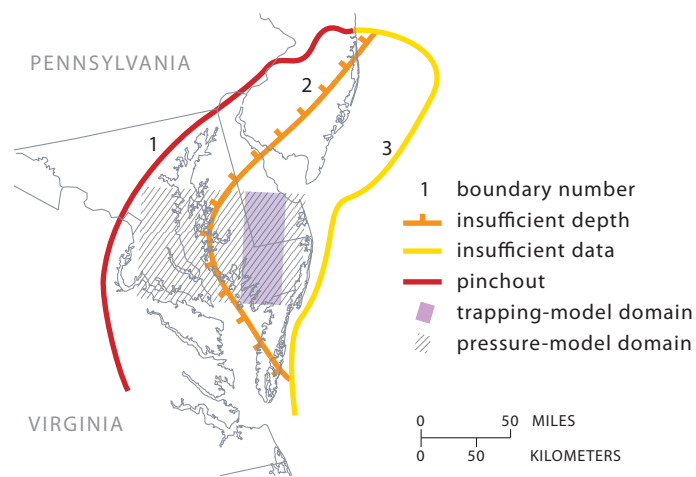 PENNSYLVANIA
2
1
3
1 boundary number
insufficient depth
insufficient data
pinchout
trapping-model domain
pressure-model domain
VIRGINIA
0 50 MILES
0 50 KILOMETERS